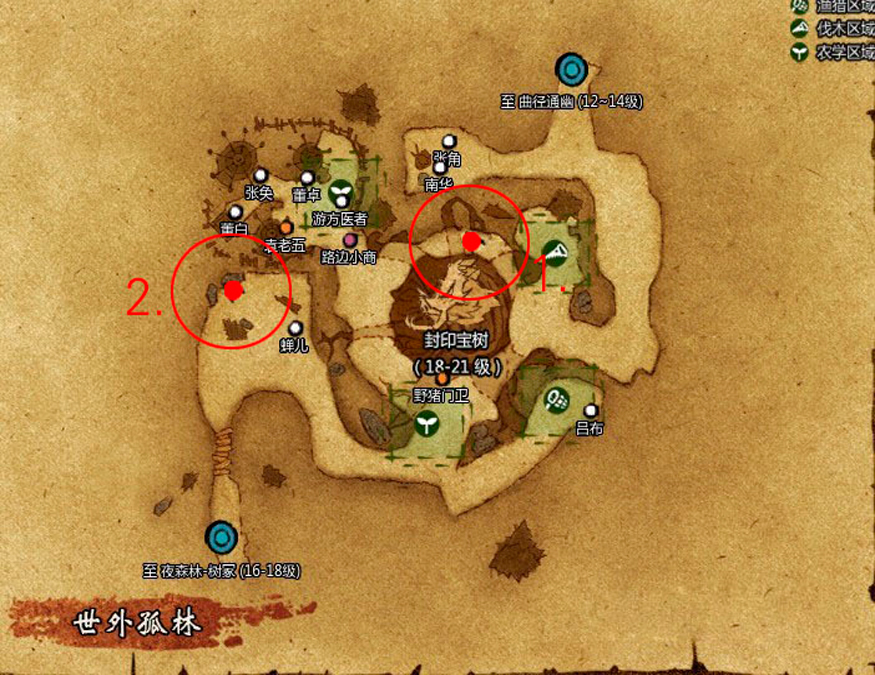 渔猎区域
伐木区域
农学区域
至 曲径通幽 (12~14级)
张角
南华
张奂
董卓
董白
游方医者
袁老五
路边小商
1.
2.
蝉儿
封印宝树
(18-21 级)
野猪门卫
吕布
至 夜森林-树冢 (16-18级)
世外孤林